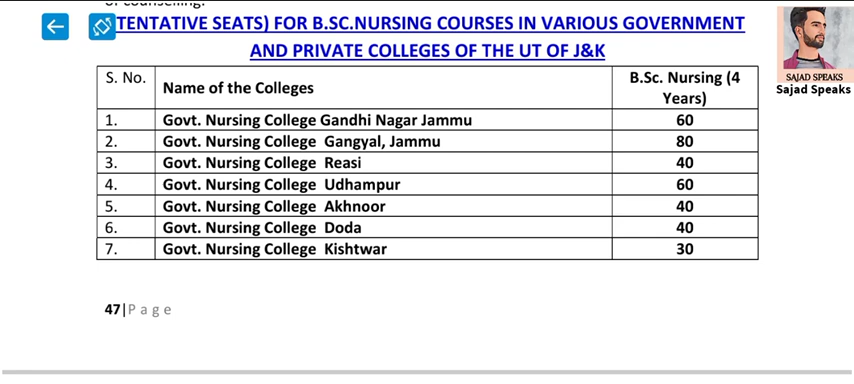 of counselling.
TENTATIVE SEATS) FOR B.SC.NURSING COURSES IN VARIOUS GOVERNMENT
AND PRIVATE COLLEGES OF THE UT OF J&K
SAJAD SPEAKS
Sajad Speaks
S. No. Name of the Colleges B.Sc. Nursing (4
Years)
1. Govt. Nursing College Gandhi Nagar Jammu 60
2. Govt. Nursing College Gangyal, Jammu 80
3. Govt. Nursing College Reasi 40
4. Govt. Nursing College Udhampur 60
5. Govt. Nursing College Akhnoor 40
6. Govt. Nursing College Doda 40
7. Govt. Nursing College Kishtwar 30
47|Page